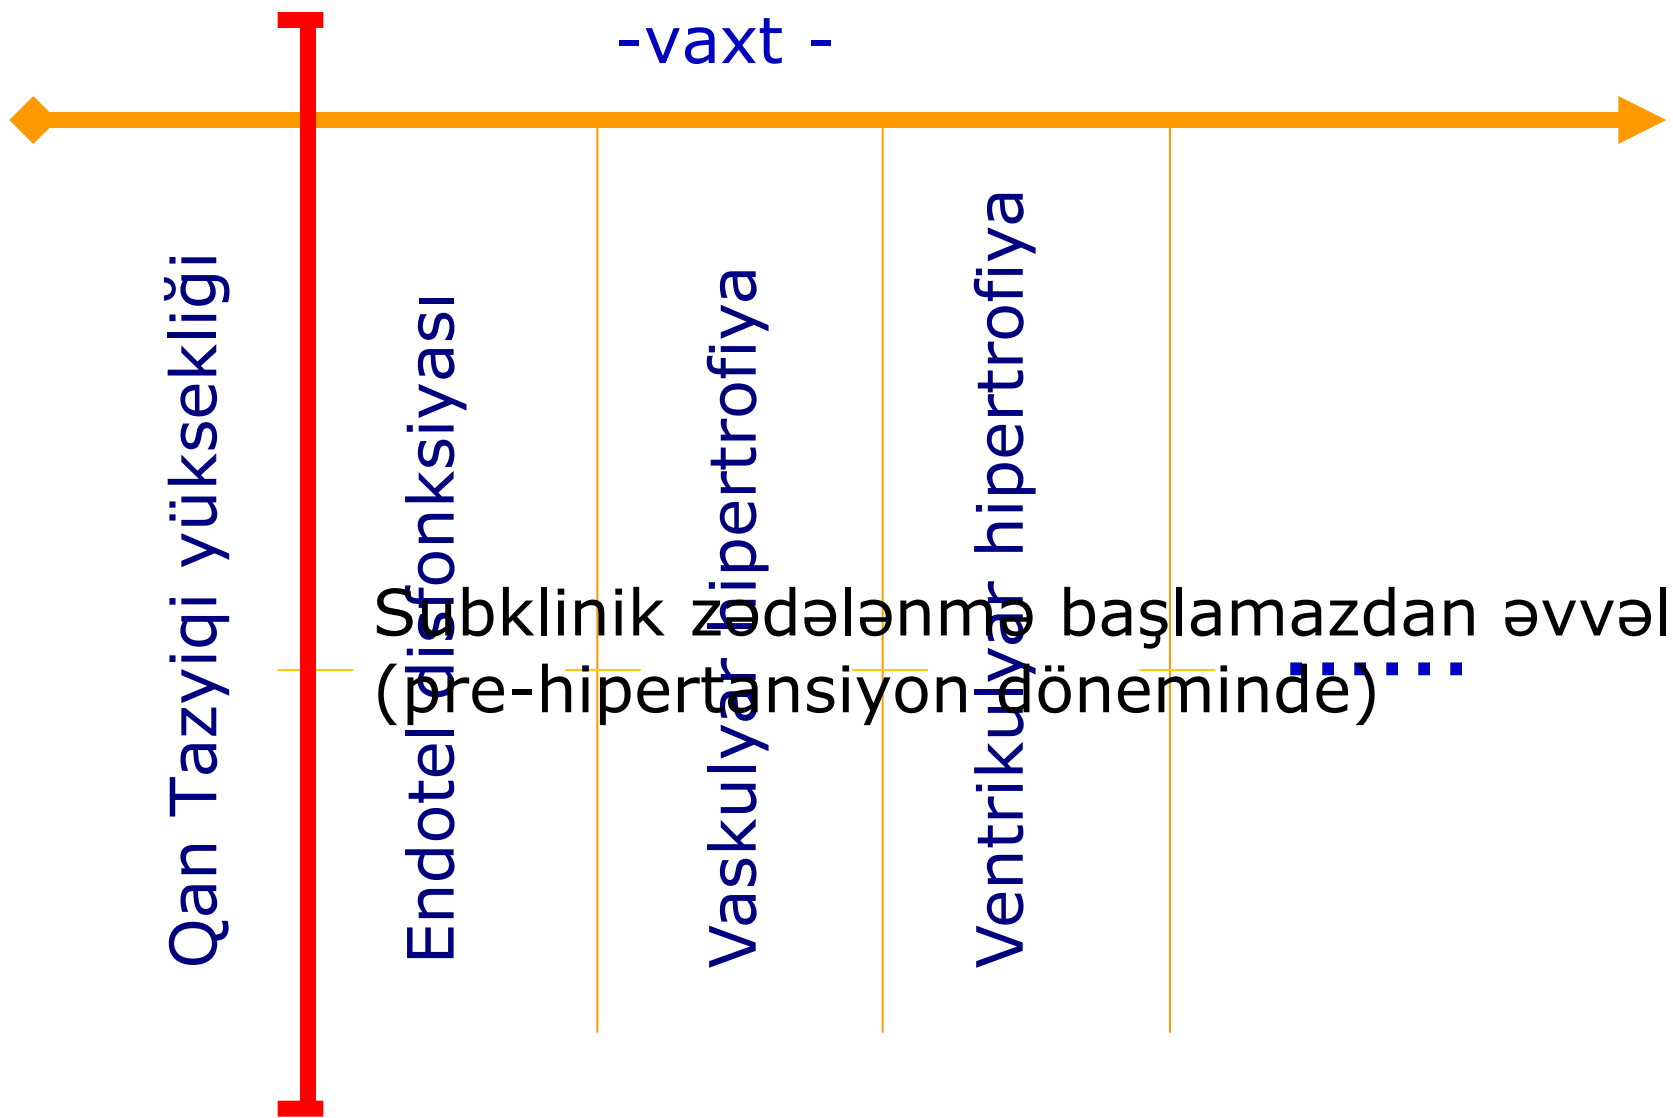 -vaxt -
Qan Tazyiqi yüksekliği
Endotel disfonksiyası
Vaskulyar hipertrofiya
Ventrikulyar hipertrofiya
Subklinik zədələnmə başlamazdan əvvəl
(pre-hipertansiyon döneminde)
......